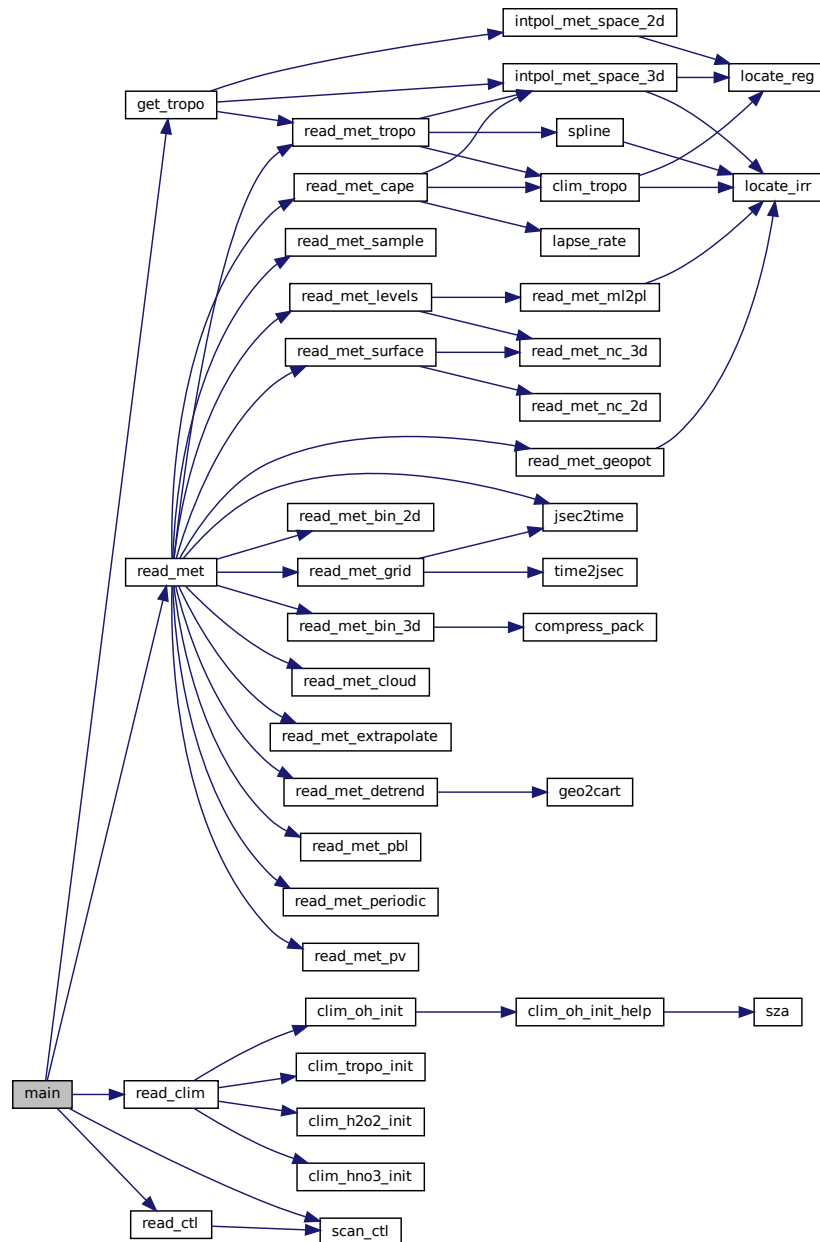 intpol_met_space_2d
intpol_met_space_3d
locate_reg
get_tropo
read_met_tropo
spline
read_met_cape
clim_tropo
locate_irr
read_met_sample
lapse_rate
read_met_levels
read_met_ml2pl
read_met_surface
read_met_nc_3d
read_met_nc_2d
read_met_geopot
read_met_bin_2d
jsec2time
read_met
read_met_grid
time2jsec
read_met_bin_3d
compress_pack
read_met_cloud
read_met_extrapolate
read_met_detrend
geo2cart
read_met_pbl
read_met_periodic
read_met_pv
clim_oh_init
clim_oh_init_help
sza
clim_tropo_init
main
read_clim
clim_h2o2_init
clim_hno3_init
read_ctl
scan_ctl